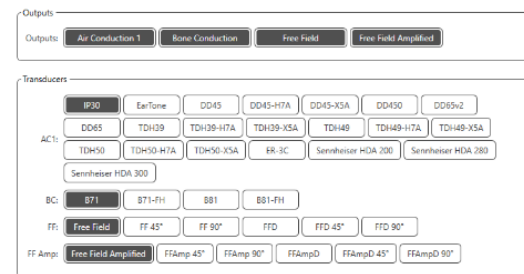 Outputs
Outputs: Air Conduction 1 Bone Conduction Free Field Free Field Amplified
Transducers
IP30 EarTone DD45 DD45-H7A DD45-X5A DD450 DD65v2
AC1:
DD65 TDH39 TDH39-H7A TDH39-X5A TDH49 TDH49-H7A TDH49-X5A
TDH50 TDH50-H7A TDH50-X5A ER-3C Sennheiser HDA 200 Sennheiser HDA 280
Sennheiser HDA 300
BC: B71 B71-FH B81 B81-FH
FF: Free Field FF 45° FF 90° FFD FFD 45° FFD 90°
FF Amp: Free Field Amplified FFAmp 45° FFAmp 90° FFAmpD FFAmpD 45° FFAmpD 90°